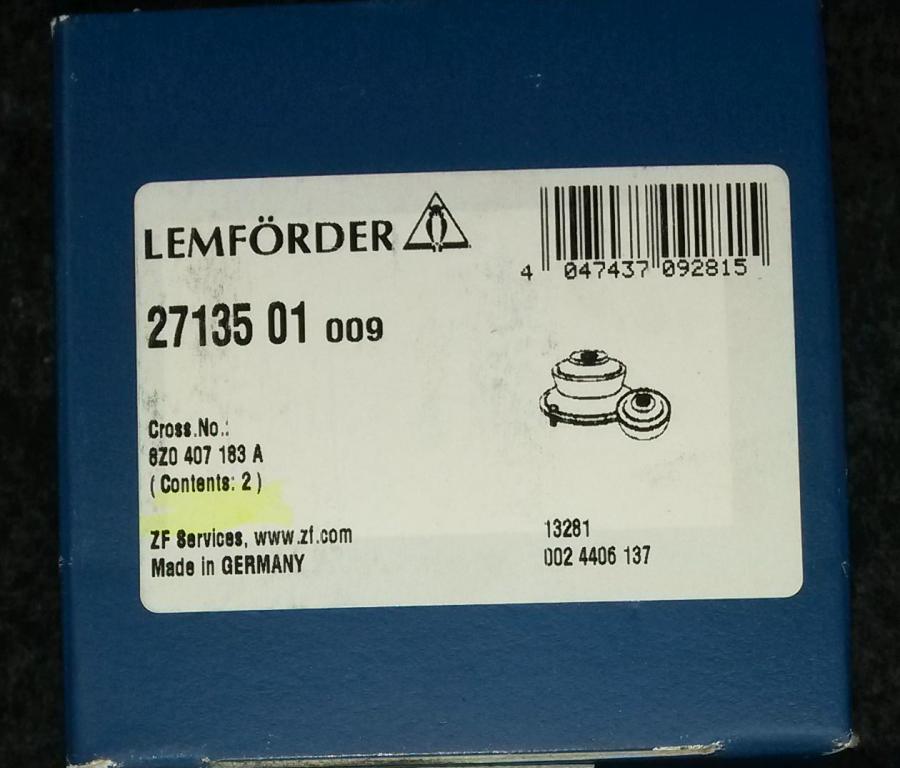 LEMFÖRDER
4 047437 092815
27135 01 009
Cross.No.:
8Z0 407 183 A
( Contents: 2 )
ZF Services, www.zf.com
Made in GERMANY
13281
002 4406 137